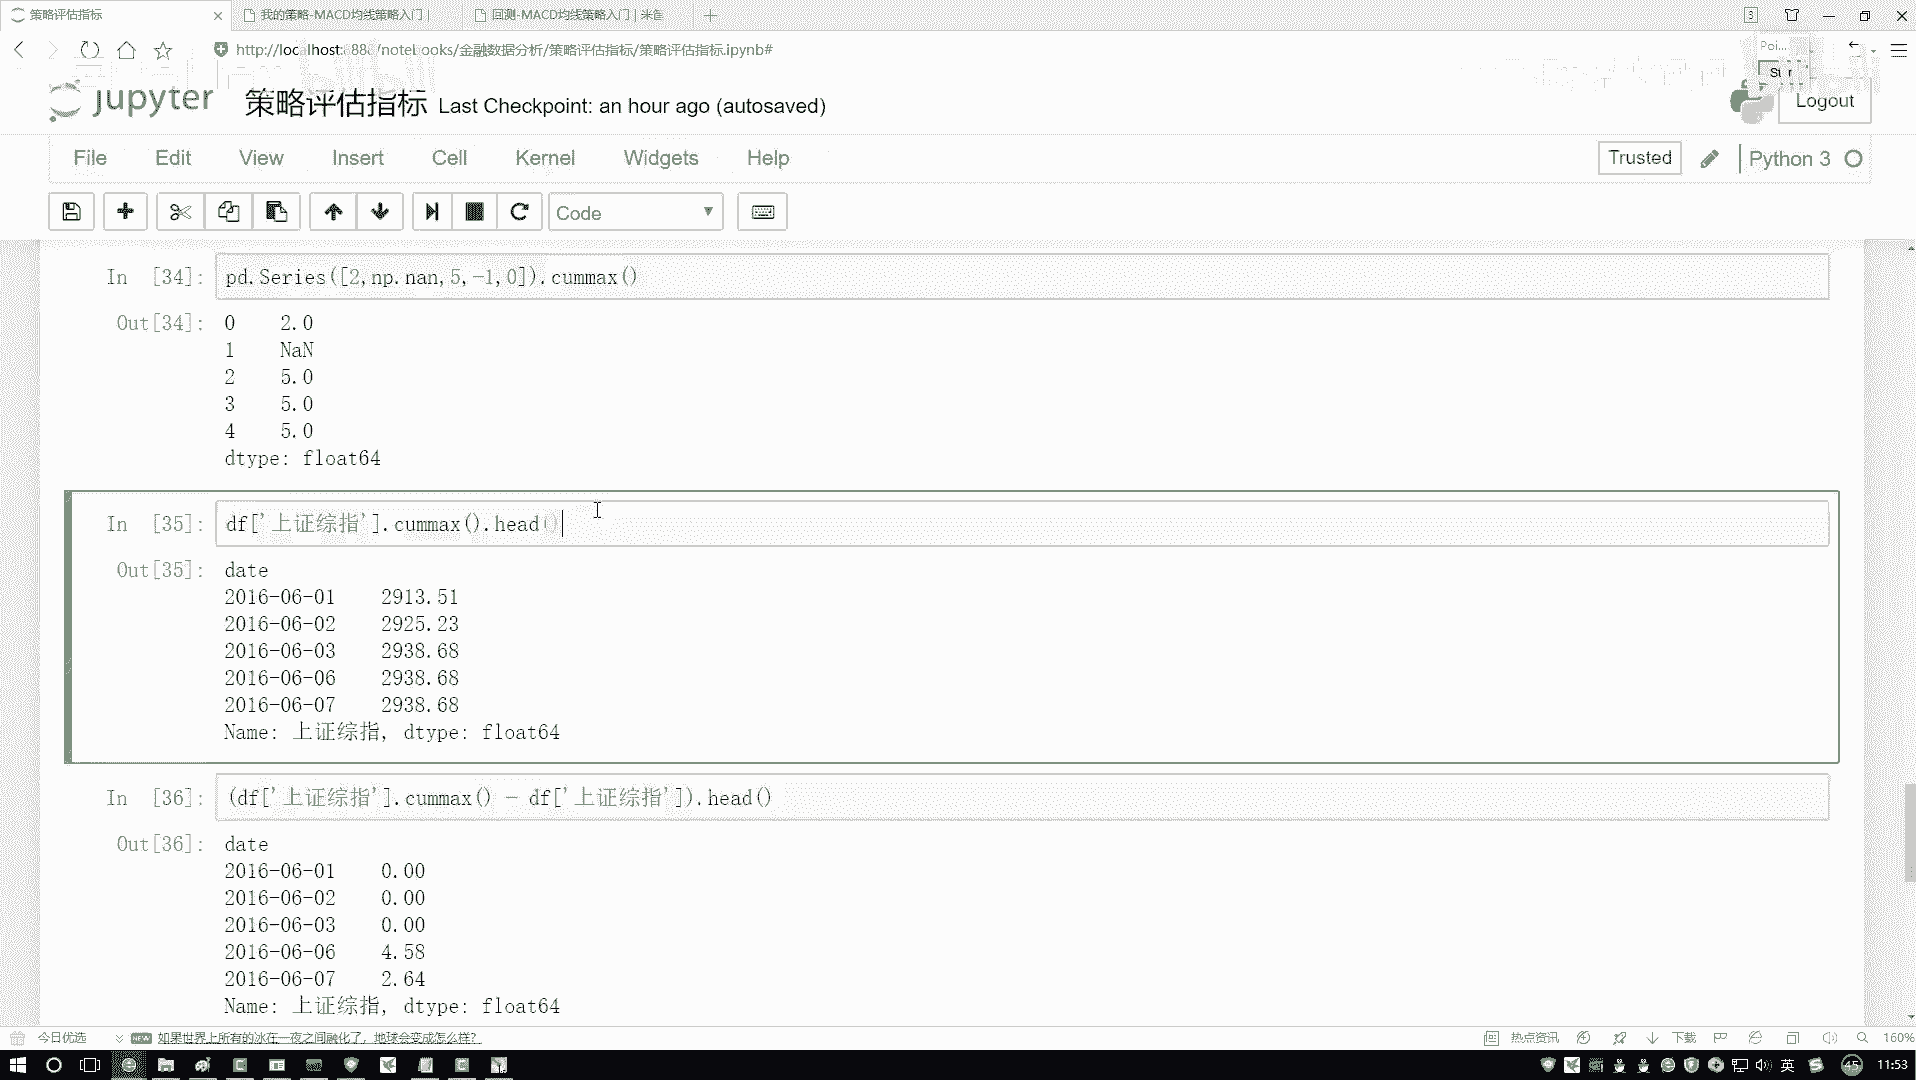 策略评估指标
我的策略-MACD均线策略入门 |
回测-MACD均线策略入门 | 米筐
3
http://localhost:888/notebooks/金融数据分析/策略评估指标/策略评估指标.ipynb#
Poi...
jupyter 策略评估指标 Last Checkpoint: an hour ago (autosaved)
Logout
File Edit View Insert Cell Kernel Widgets Help
Trusted
Python 3
Code
In [34]: pd.Series([2,np.nan,5,-1,0]).cummax()
Out[34]: 0 2.0
1 NaN
2 5.0
3 5.0
4 5.0
dtype: float64
In [35]: df['上证综指'].cummax().head()
Out[35]: date
2016-06-01 2913.51
2016-06-02 2925.23
2016-06-03 2938.68
2016-06-06 2938.68
2016-06-07 2938.68
Name: 上证综指, dtype: float64
In [36]: (df['上证综指'].cummax() - df['上证综指']).head()
Out[36]: date
2016-06-01 0.00
2016-06-02 0.00
2016-06-03 0.00
2016-06-06 4.58
2016-06-07 2.64
Name: 上证综指, dtype: float64
今日优选
NEW 如果世界上所有的冰在一夜之间融化了，地球会变成怎么样？
热点资讯
下载
160%
英
45
11:53